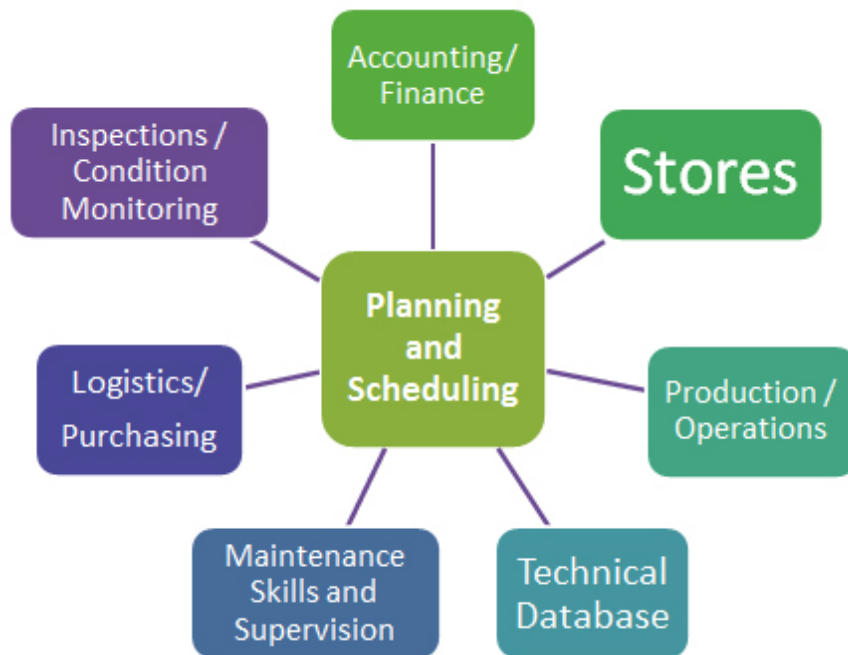 Accounting/
Finance
Inspections /
Condition
Monitoring
Stores
Planning
and
Scheduling
Logistics/
Purchasing
Production /
Operations
Maintenance
Skills and
Supervision
Technical
Database